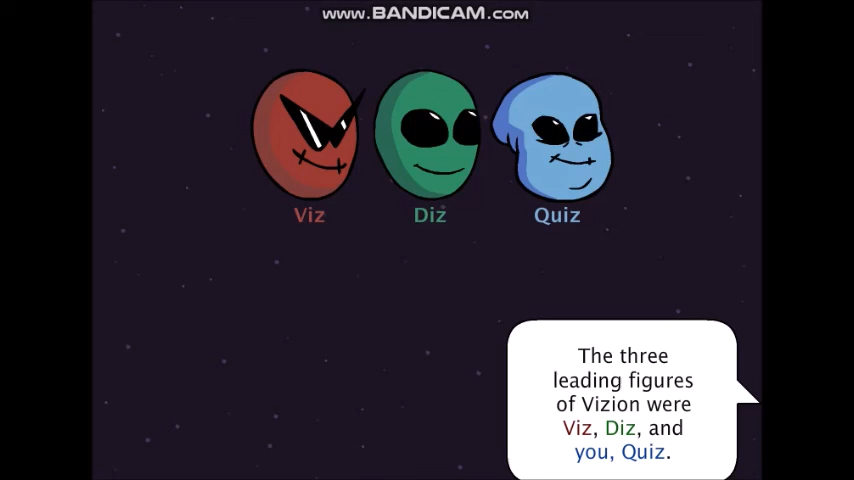 www.BANDICAM.com
Viz
Diz
Quiz
The three
leading figures
of Vizion were
Viz, Diz, and
you, Quiz.